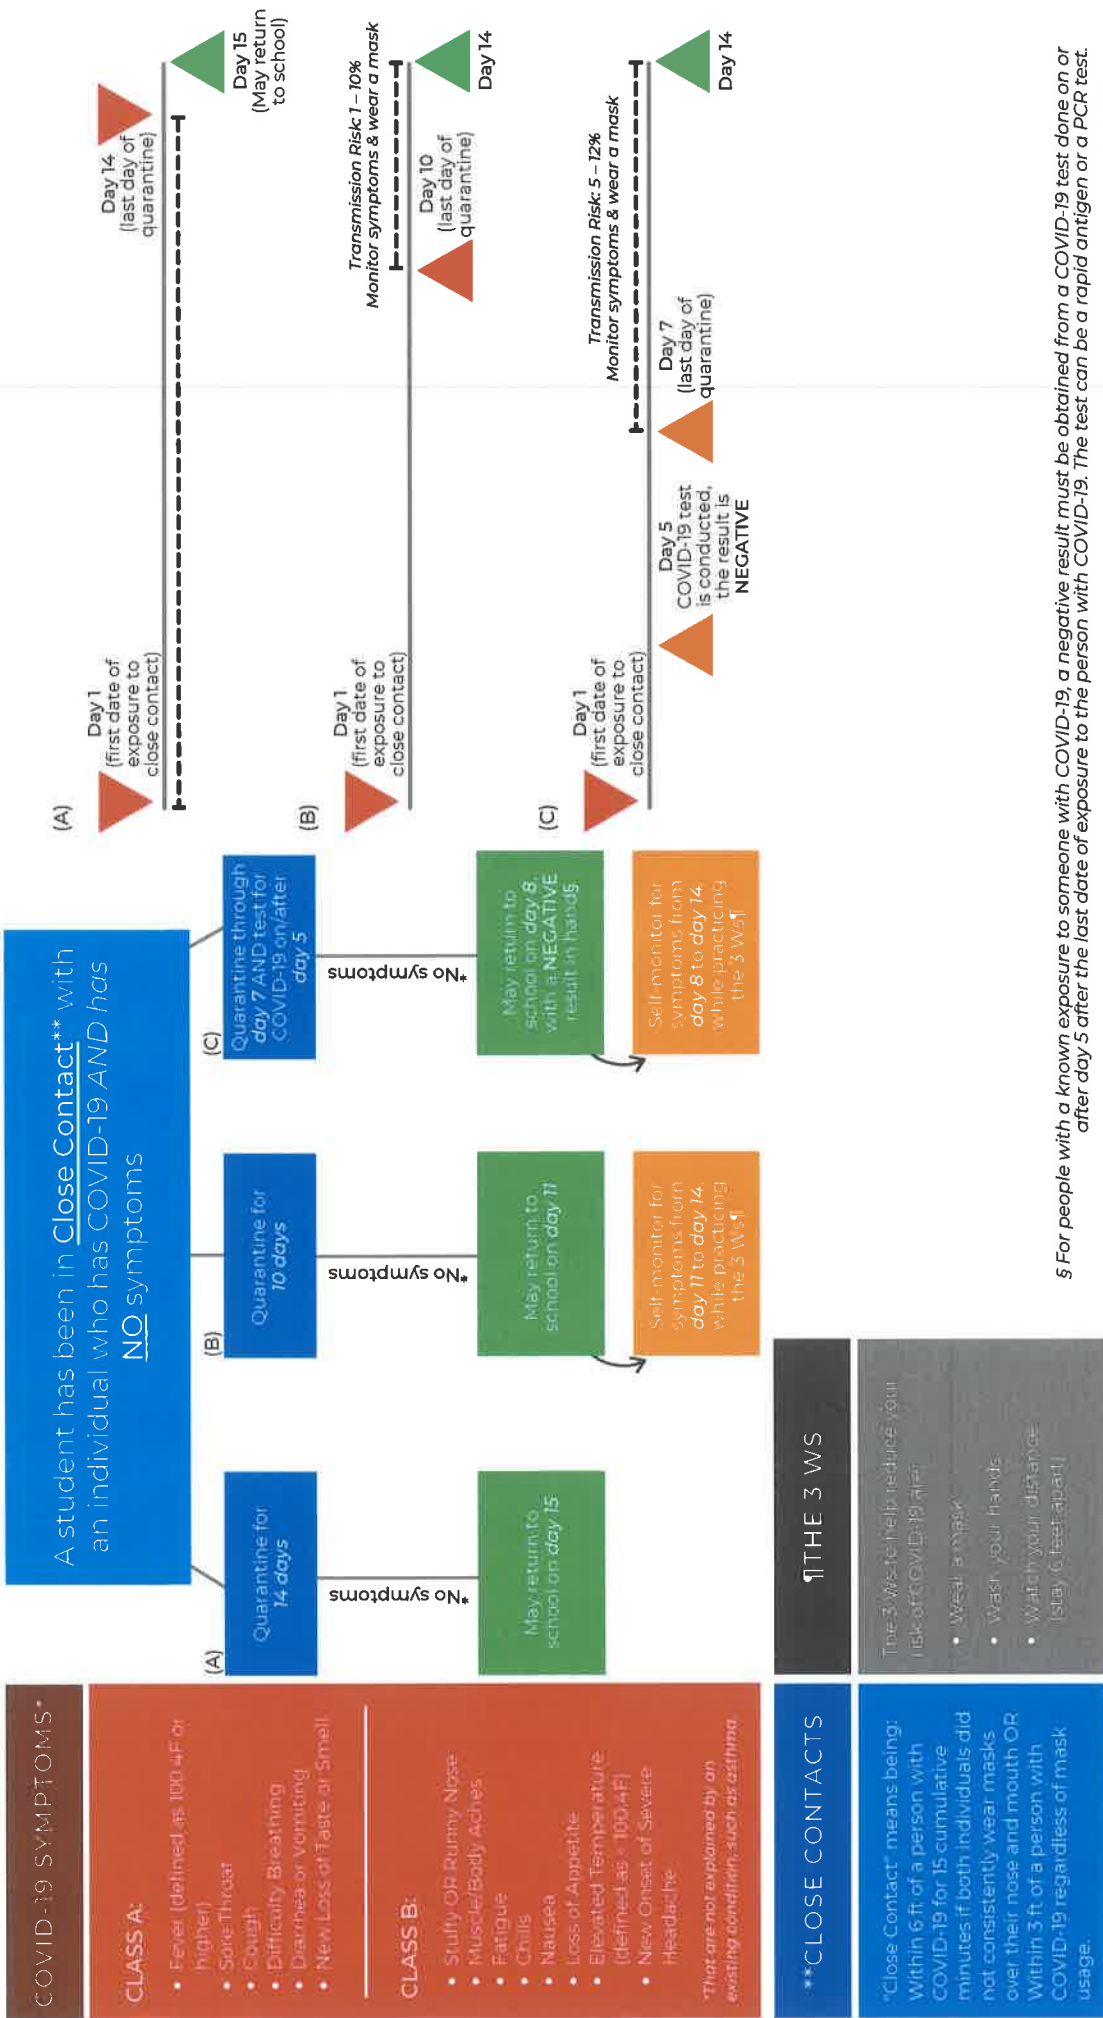 COVID-19 SYMPTOMS*
CLASS A:
• Fever (defined as 100.4F or
higher)
• Sore Throat
• Cough
• Difficulty Breathing
• Diarrhea or Vomiting
• New Loss of Taste or Smell
CLASS B:
• Stuffy OR Runny Nose
• Muscle/Body Aches
• Fatigue
• Chills
• Nausea
• Loss of Appetite
• Elevated Temperature
(defined as < 100.4F)
• New Onset of Severe
Headache
*That are not explained by an
existing condition, such as asthma.
**CLOSE CONTACTS
"Close Contact" means being:
Within 6 ft of a person with
COVID-19 for 15 cumulative
minutes if both individuals did
not consistently wear masks
over their nose and mouth OR
Within 3 ft of a person with
COVID-19 regardless of mask
usage.
A student has been in Close Contact** with
an individual who has COVID-19 AND has
NO symptoms
(A)
Quarantine for
14 days
*No symptoms
May return to
school on day 15
(B)
Quarantine for
10 days
*No symptoms
May return to
school on day 11
Self-monitor for
symptoms from
day 11 to day 14,
while practicing
the 3 Ws¶
(C)
Quarantine through
day 7 AND test for
COVID-19 on/after
day 5
*No symptoms
May return to
school on day 8,
with a NEGATIVE
result in hand§
Self-monitor for
symptoms from
day 8 to day 14,
while practicing
the 3 Ws¶
¶THE 3 WS
The 3 Ws to help reduce your
risk of COVID-19 are:
• Wear a mask
• Wash your hands
• Watch your distance
(stay 6 feet apart)
(A)
Day 1
(first date of
exposure to
close contact)
Day 14
(last day of
quarantine)
Day 15
(May return
to school)
(B)
Day 1
(first date of
exposure to
close contact)
Transmission Risk: 1 – 10%
Monitor symptoms & wear a mask
Day 10
(last day of
quarantine)
Day 14
(C)
Day 1
(first date of
exposure to
close contact)
Transmission Risk: 5 – 12%
Monitor symptoms & wear a mask
Day 5
COVID-19 test
is conducted,
the result is
NEGATIVE
Day 7
(last day of
quarantine)
Day 14
§ For people with a known exposure to someone with COVID-19, a negative result must be obtained from a COVID-19 test done on or
after day 5 after the last date of exposure to the person with COVID-19. The test can be a rapid antigen or a PCR test.